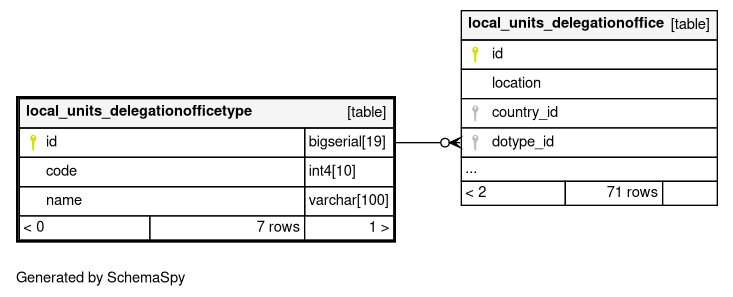 local_units_delegationoffice [table]
id
location
country_id
dotype_id
...
< 2 71 rows
local_units_delegationofficetype [table]
id bigserial[19]
code int4[10]
name varchar[100]
< 0 7 rows 1 >
Generated by SchemaSpy